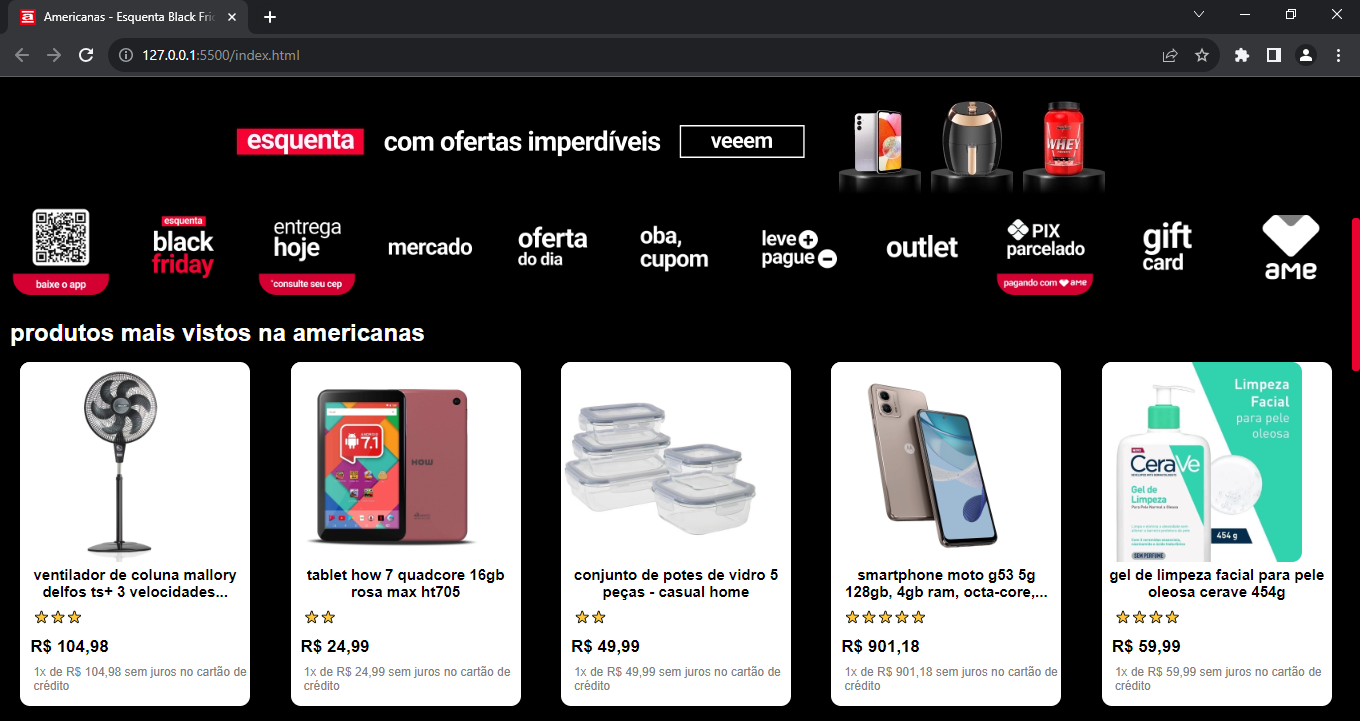 Americanas - Esquenta Black Fri
127.0.0.1:5500/index.html
esquenta com ofertas imperdíveis veeem
WHEY
baixe o app
esquenta
black
friday
entrega
hoje
*consulte seu cep
mercado
oferta
do dia
oba,
cupom
leve +
pague -
outlet
PIX
parcelado
pagando com ame
gift
card
ame
produtos mais vistos na americanas
ANDROID
7.1
HOW
Limpeza
Facial
para pele
oleosa
CeraVe
Gel de
Limpeza
Para Pele Normal a Oleosa
454 g
SEM PERFUME
ventilador de coluna mallory
delfos ts+ 3 velocidades...
R$ 104,98
1x de R$ 104,98 sem juros no cartão de
crédito
tablet how 7 quadcore 16gb
rosa max ht705
R$ 24,99
1x de R$ 24,99 sem juros no cartão de
crédito
conjunto de potes de vidro 5
peças - casual home
R$ 49,99
1x de R$ 49,99 sem juros no cartão de
crédito
smartphone moto g53 5g
128gb, 4gb ram, octa-core,...
R$ 901,18
1x de R$ 901,18 sem juros no cartão de
crédito
gel de limpeza facial para pele
oleosa cerave 454g
R$ 59,99
1x de R$ 59,99 sem juros no cartão de
crédito